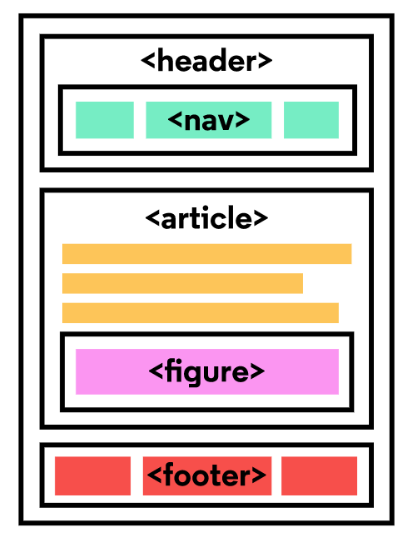 <header>
<nav>
<article>
<figure>
<footer>